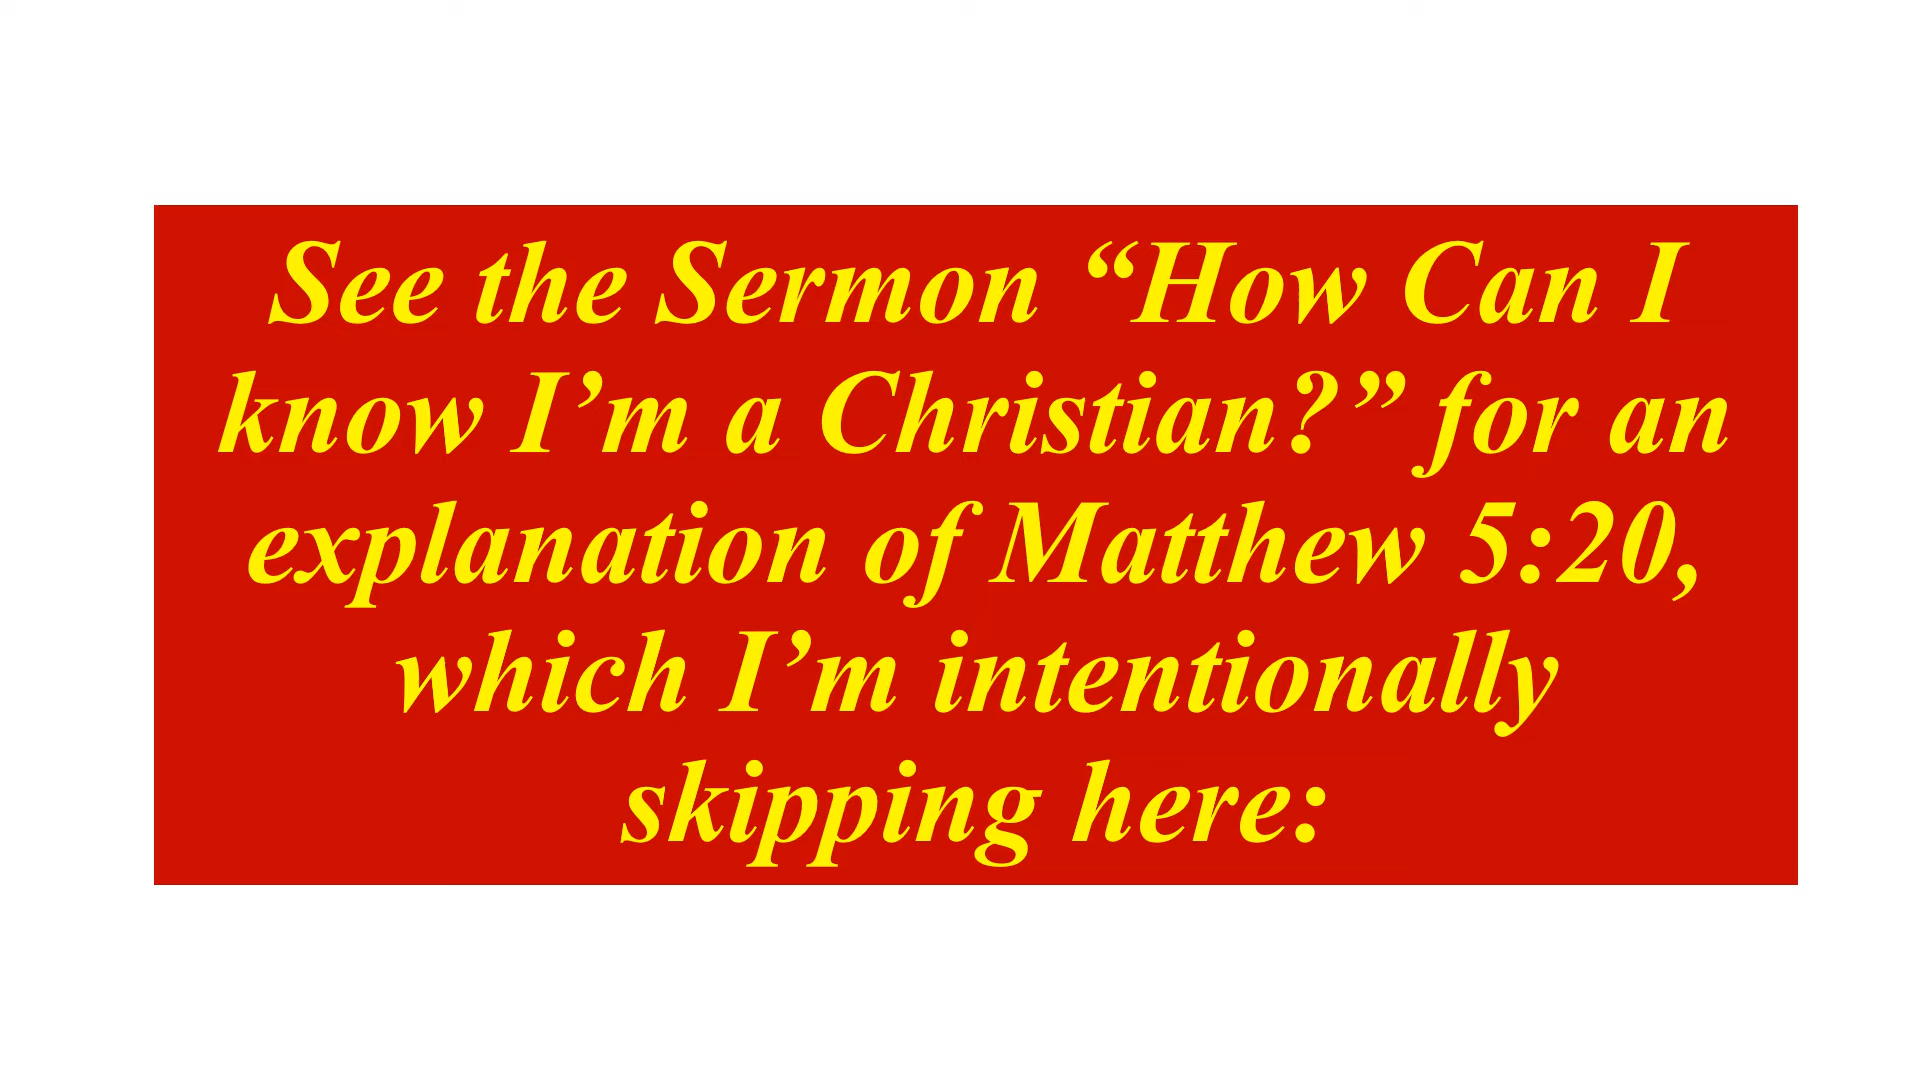 See the Sermon “How Can I
know I’m a Christian?” for an
explanation of Matthew 5:20,
which I’m intentionally
skipping here: